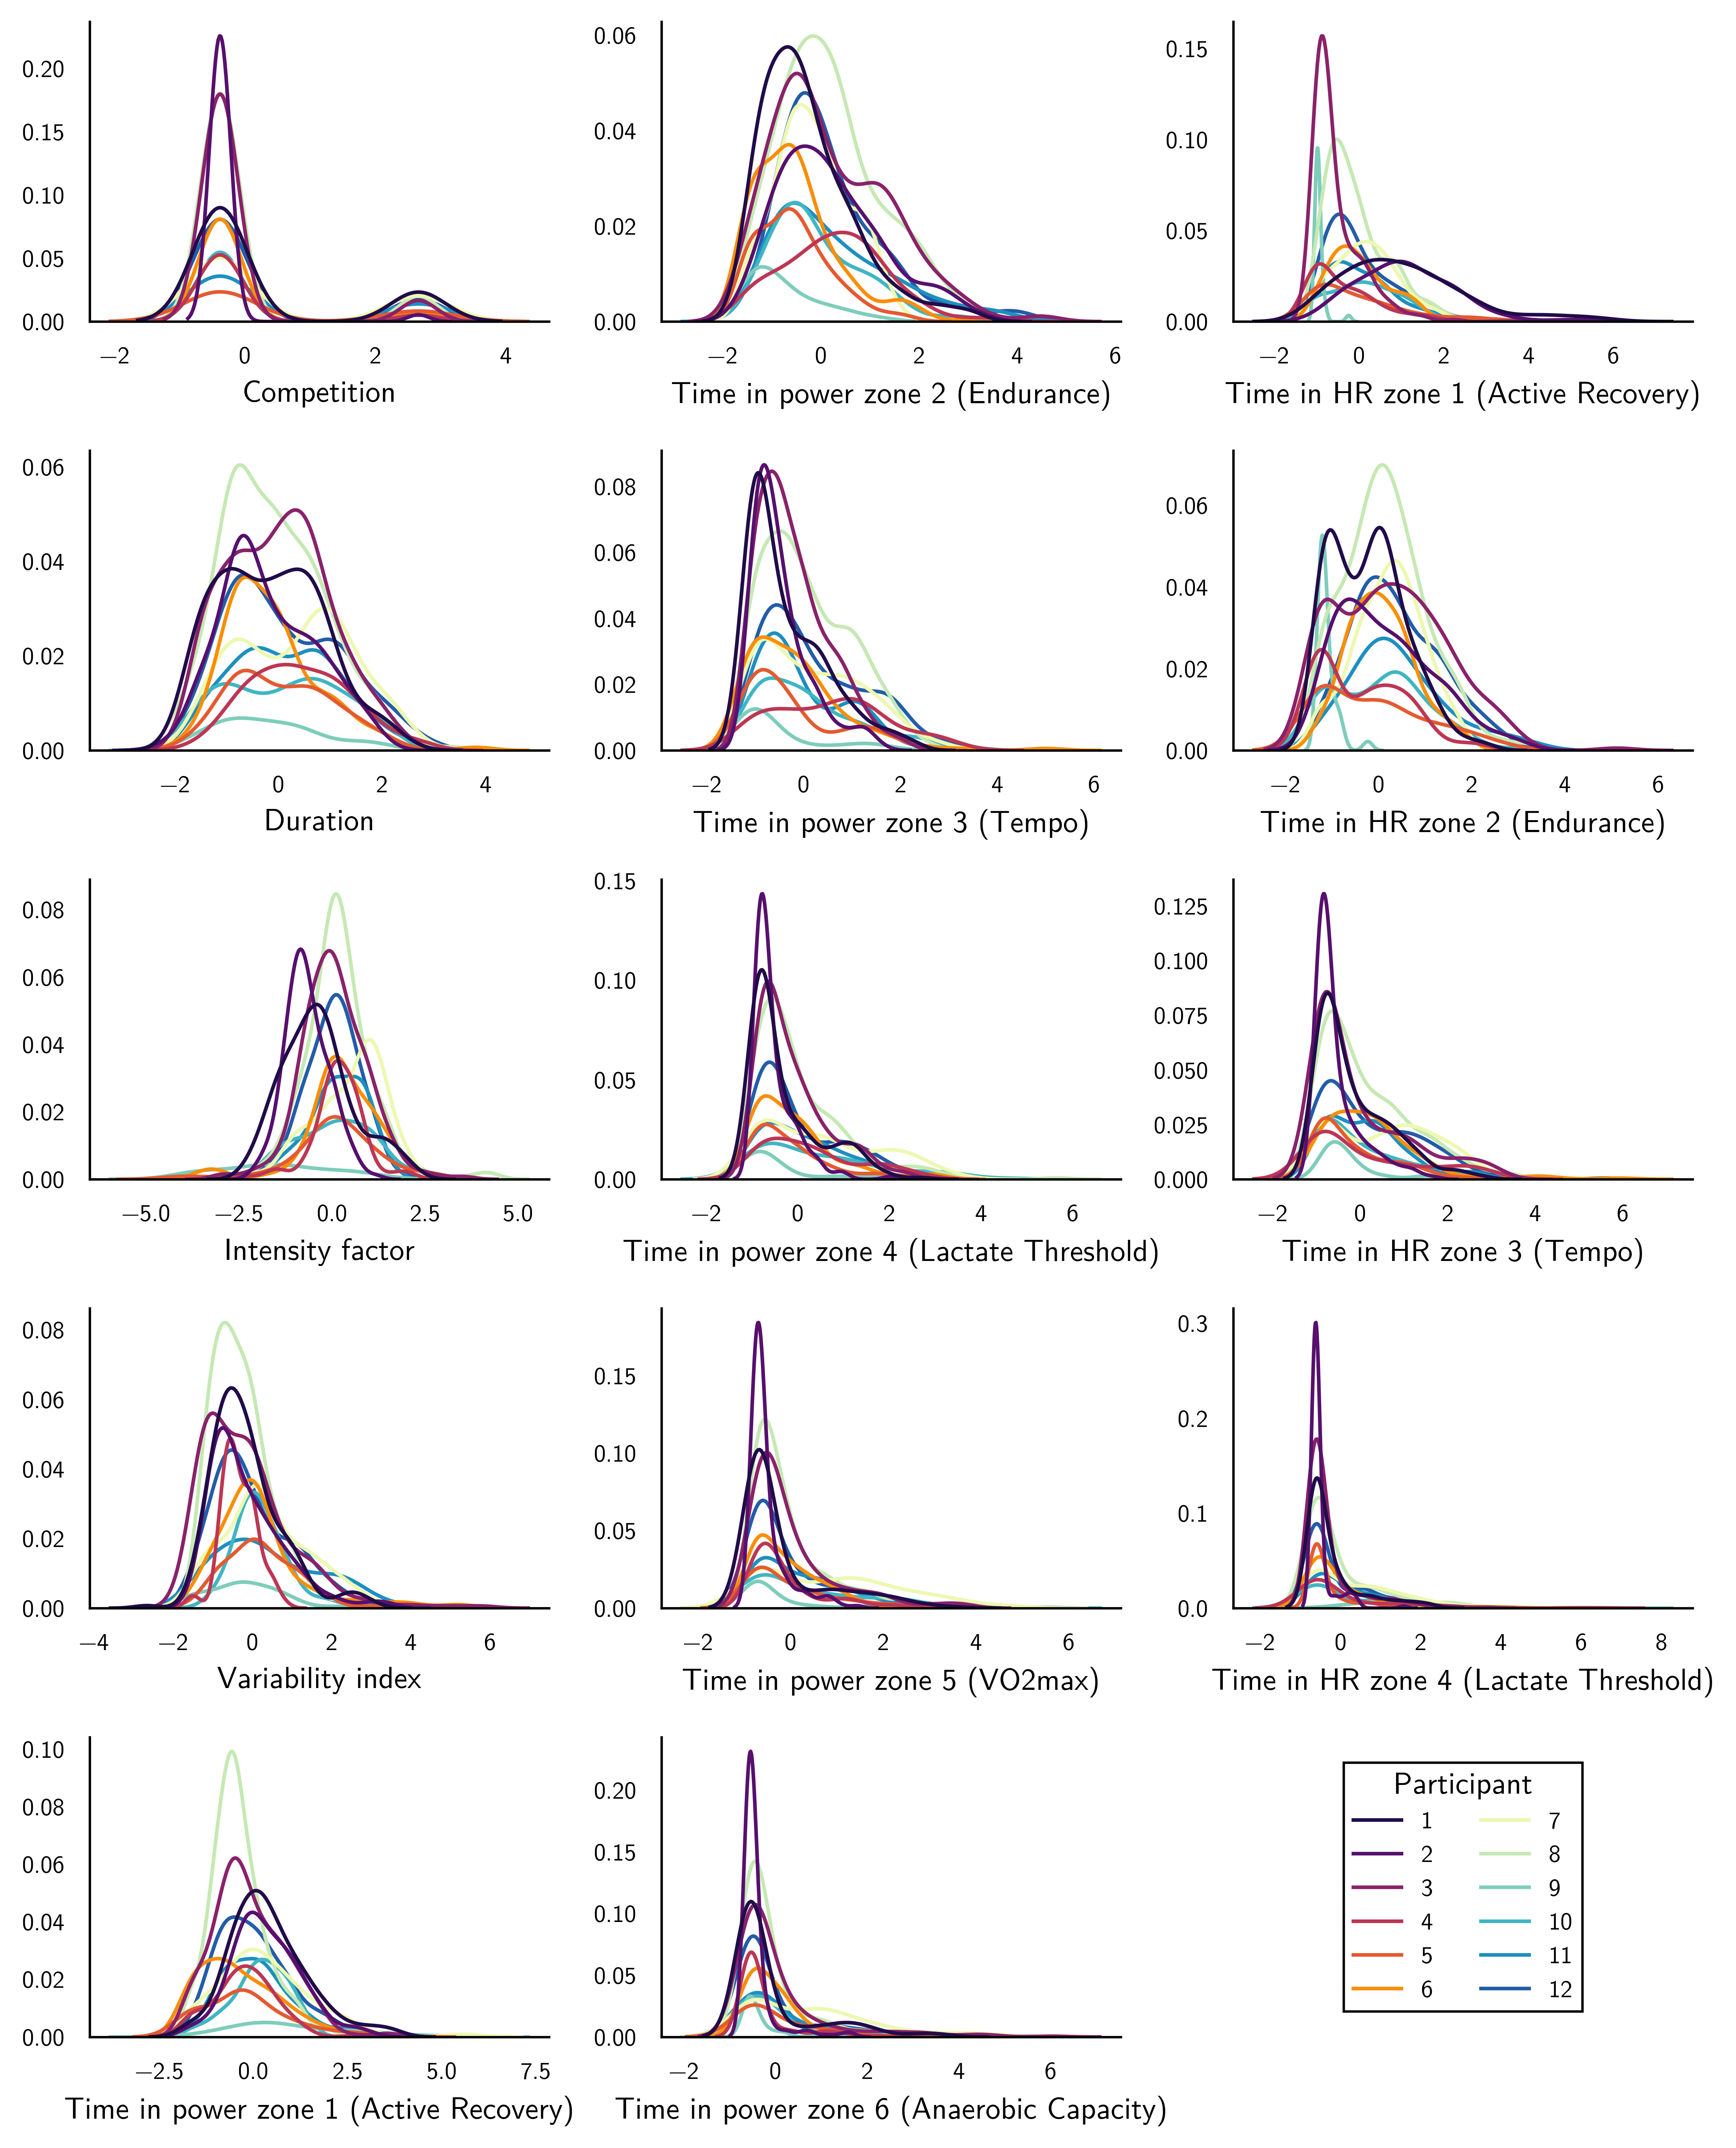 0.20
0.15
0.10
0.05
0.00
−2 0 2 4
Competition
0.06
0.04
0.02
0.00
−2 0 2 4 6
Time in power zone 2 (Endurance)
0.15
0.10
0.05
0.00
−2 0 2 4 6
Time in HR zone 1 (Active Recovery)
0.06
0.04
0.02
0.00
−2 0 2 4
Duration
0.08
0.06
0.04
0.02
0.00
−2 0 2 4 6
Time in power zone 3 (Tempo)
0.06
0.04
0.02
0.00
−2 0 2 4 6
Time in HR zone 2 (Endurance)
0.08
0.06
0.04
0.02
0.00
−5.0 −2.5 0.0 2.5 5.0
Intensity factor
0.15
0.10
0.05
0.00
−2 0 2 4 6
Time in power zone 4 (Lactate Threshold)
0.125
0.100
0.075
0.050
0.025
0.000
−2 0 2 4 6
Time in HR zone 3 (Tempo)
0.08
0.06
0.04
0.02
0.00
−4 −2 0 2 4 6
Variability index
0.15
0.10
0.05
0.00
−2 0 2 4 6
Time in power zone 5 (VO2max)
0.3
0.2
0.1
0.0
−2 0 2 4 6 8
Time in HR zone 4 (Lactate Threshold)
0.10
0.08
0.06
0.04
0.02
0.00
−2.5 0.0 2.5 5.0 7.5
Time in power zone 1 (Active Recovery)
0.20
0.15
0.10
0.05
0.00
−2 0 2 4 6
Time in power zone 6 (Anaerobic Capacity)
Participant
1 7
2 8
3 9
4 10
5 11
6 12